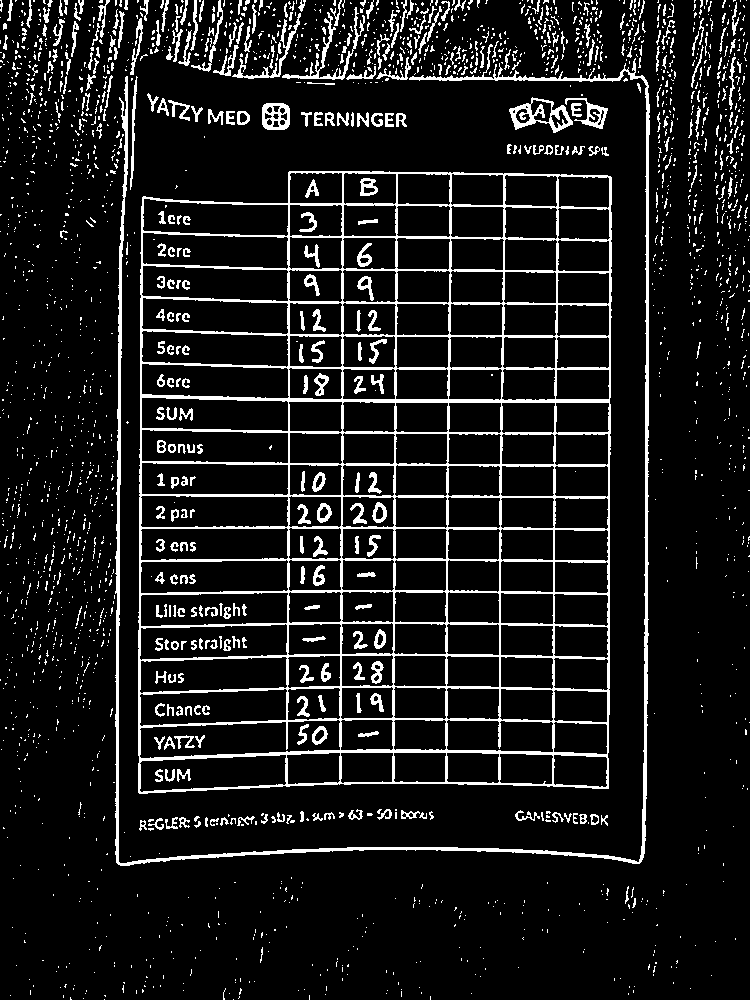 YATZY MED TERNINGER
GAMES
EN VERDEN AF SPIL
A B
1ere 3 –
2ere 4 6
3ere 9 9
4ere 12 12
5ere 15 15
6ere 18 24
SUM
Bonus
1 par 10 12
2 par 20 20
3 ens 12 15
4 ens 16 –
Lille straight – –
Stor straight – 20
Hus 26 28
Chance 21 19
YATZY 50 –
SUM
REGLER: 5 terninger, 3 slag, 1. sum > 63 = 50 i bonus
GAMESWEB.DK